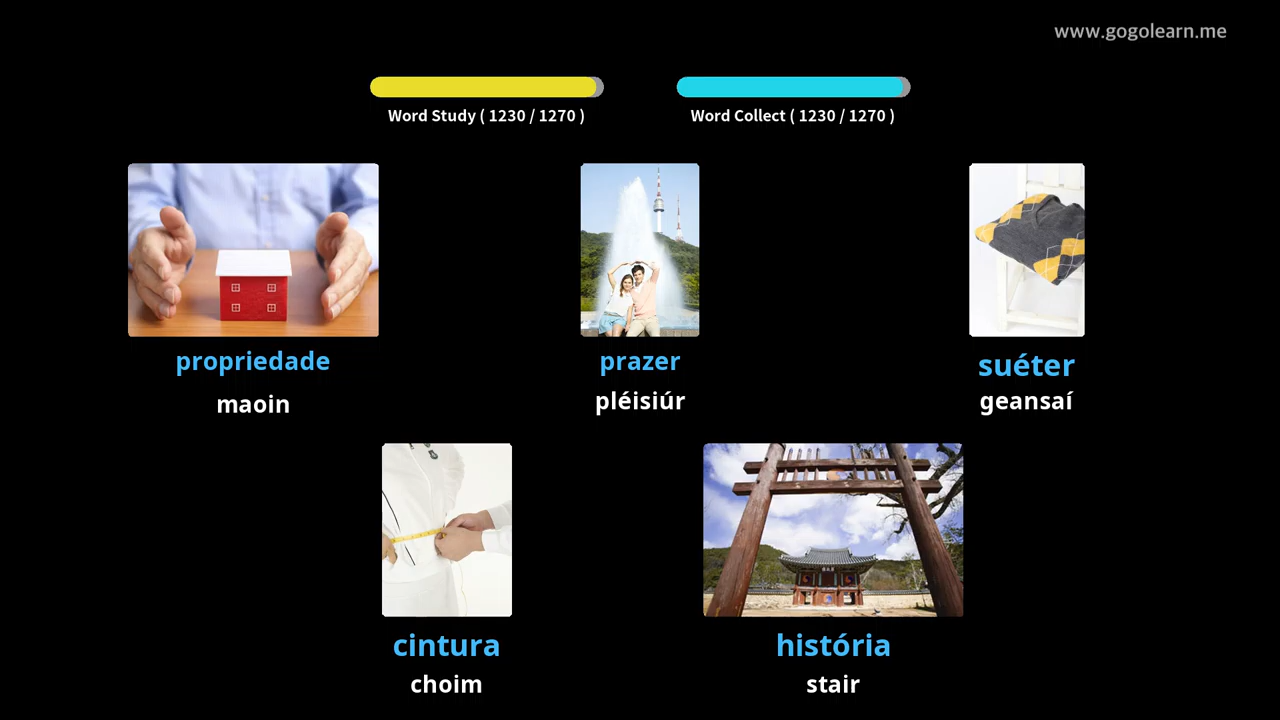 www.gogolearn.me
Word Study ( 1230 / 1270 )
Word Collect ( 1230 / 1270 )
propriedade
maoin
prazer
pléisiúr
suéter
geansaí
cintura
choim
história
stair